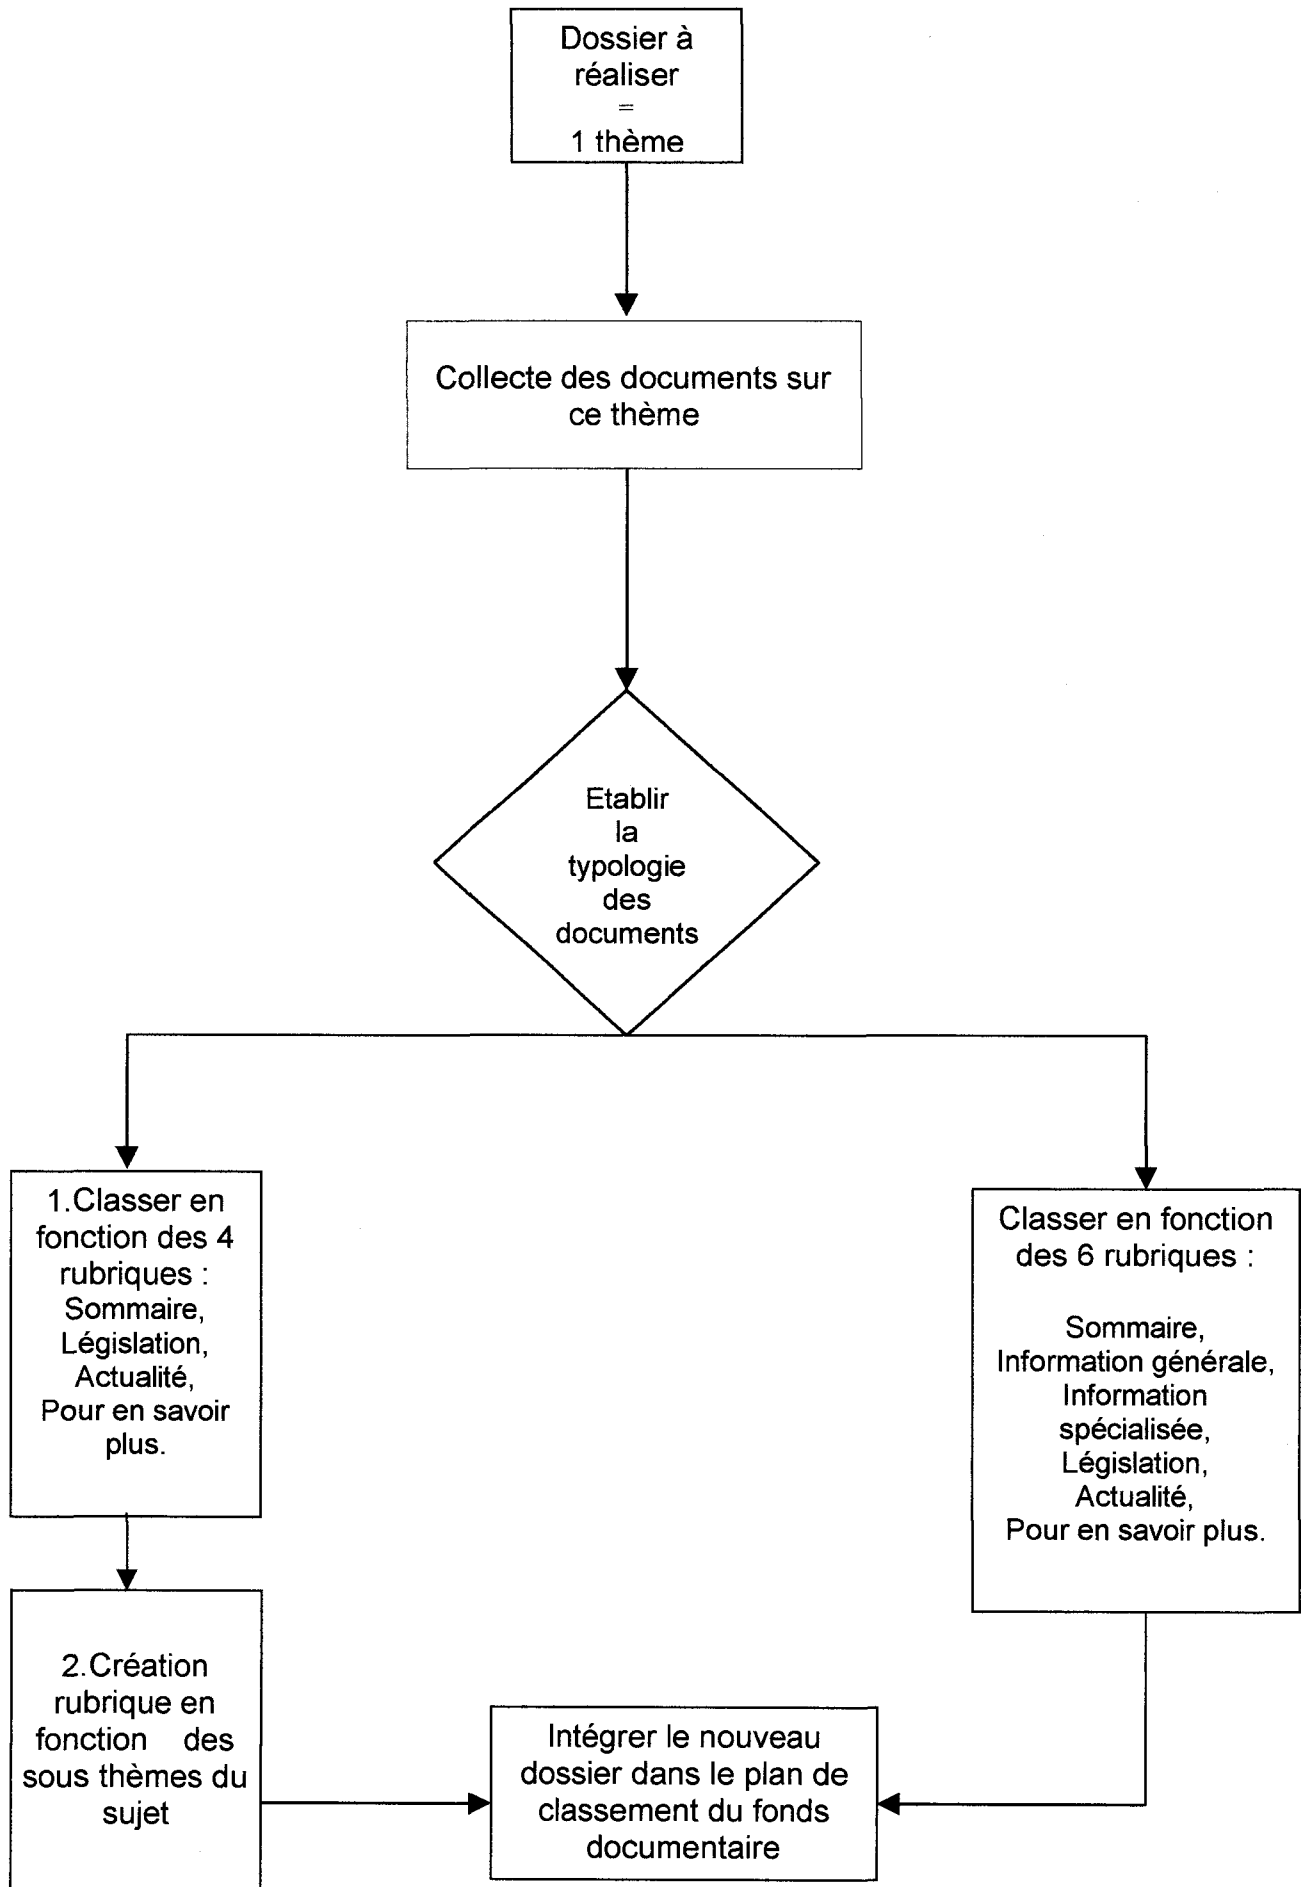 Dossier à
réaliser
=
1 thème
Collecte des documents sur
ce thème
Etablir
la
typologie
des
documents
1.Classer en
fonction des 4
rubriques :
Sommaire,
Législation,
Actualité,
Pour en savoir
plus.
Classer en fonction
des 6 rubriques :
Sommaire,
Information générale,
Information
spécialisée,
Législation,
Actualité,
Pour en savoir plus.
2.Création
rubrique en
fonction des
sous thèmes du
sujet
Intégrer le nouveau
dossier dans le plan de
classement du fonds
documentaire